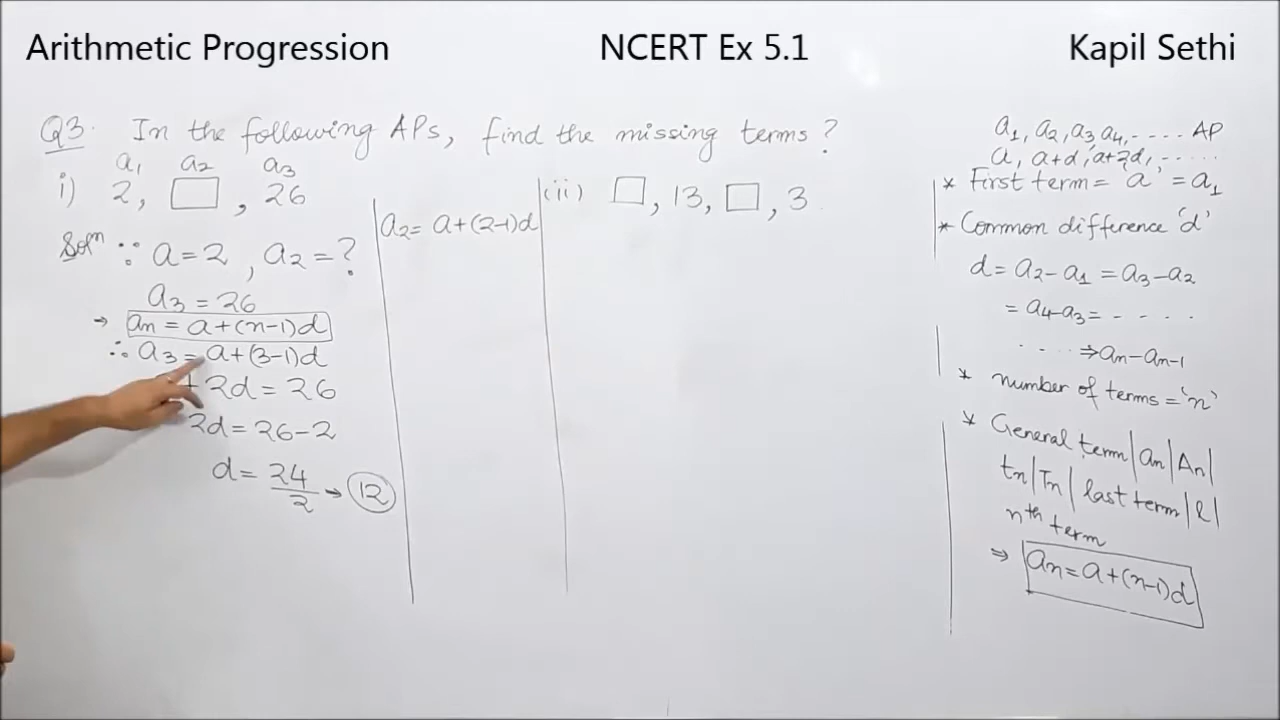 Arithmetic Progression
NCERT Ex 5.1
Kapil Sethi
Q3. In the following APs, find the missing terms?
a₁ a₂ a₃
i) 2, □, 26
Solⁿ ∵ a = 2, a₂ = ?
a₃ = 26
→ an = a+(n-1)d
∴ a₃ = a+(3-1)d
+ 2d = 26
2d = 26-2
d = 24/2 → 12
a₂ = a+(2-1)d
(ii) □, 13, □, 3
a₁, a₂, a₃ a₄, .... AP
a, a+d, a+2d, .....
* First term = 'a' = a₁
* Common difference 'd'
d = a₂-a₁ = a₃-a₂
= a₄-a₃ = - - - -
- - - - ⇒ an-an-1
* number of terms = 'n'
* General term | an | An |
tn | Tn | last term | l |
nth term
⇒ an = a+(n-1)d